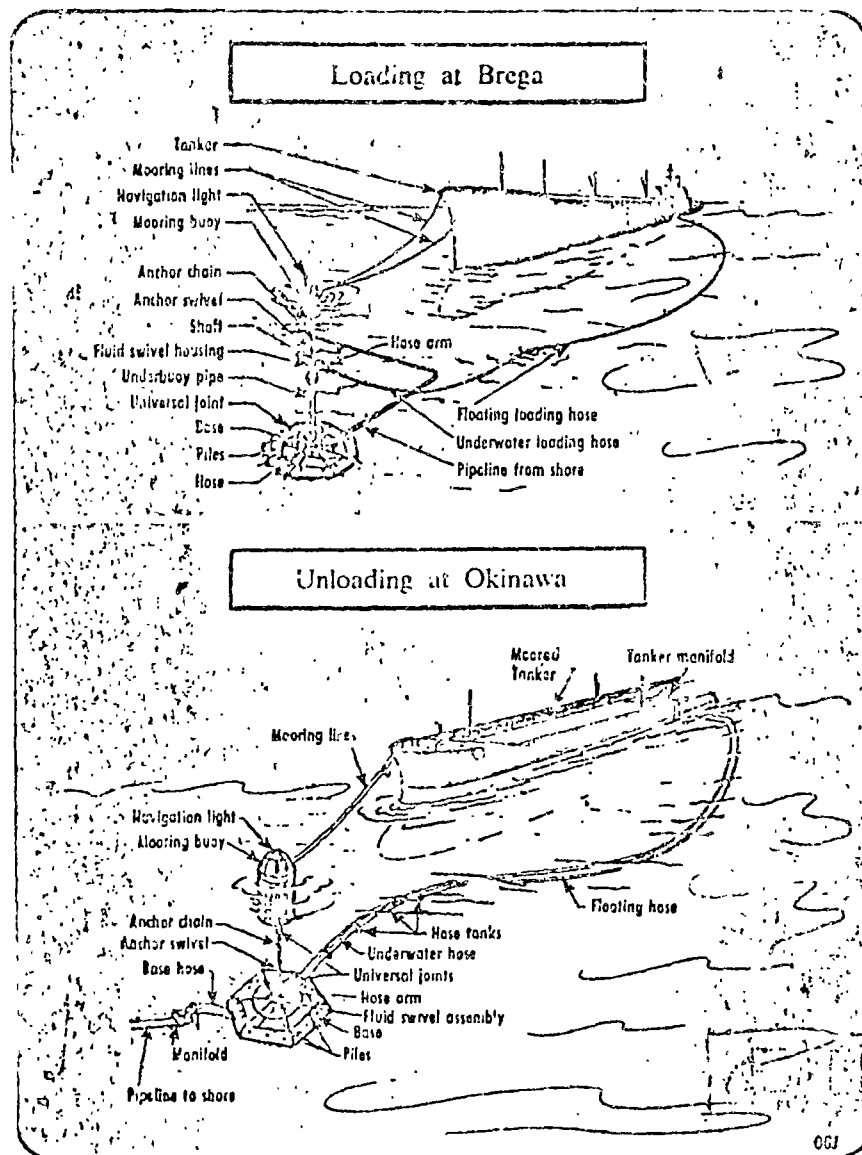 Loading at Brega
Tanker
Mooring lines
Navigation light
Mooring buoy
Anchor chain
Anchor swivel
Shaft
Fluid swivel housing
Hose arm
Underbuoy pipe
Universal joint
Base
Piles
Hose
Floating loading hose
Underwater loading hose
Pipeline from shore
Unloading at Okinawa
Moored
Tanker
Tanker manifold
Mooring lines
Navigation light
Mooring buoy
Floating hose
Anchor chain
Anchor swivel
Base hose
Hose tanks
Underwater hose
Universal joints
Hose arm
Fluid swivel assembly
Base
Piles
Manifold
Pipeline to shore
OGJ